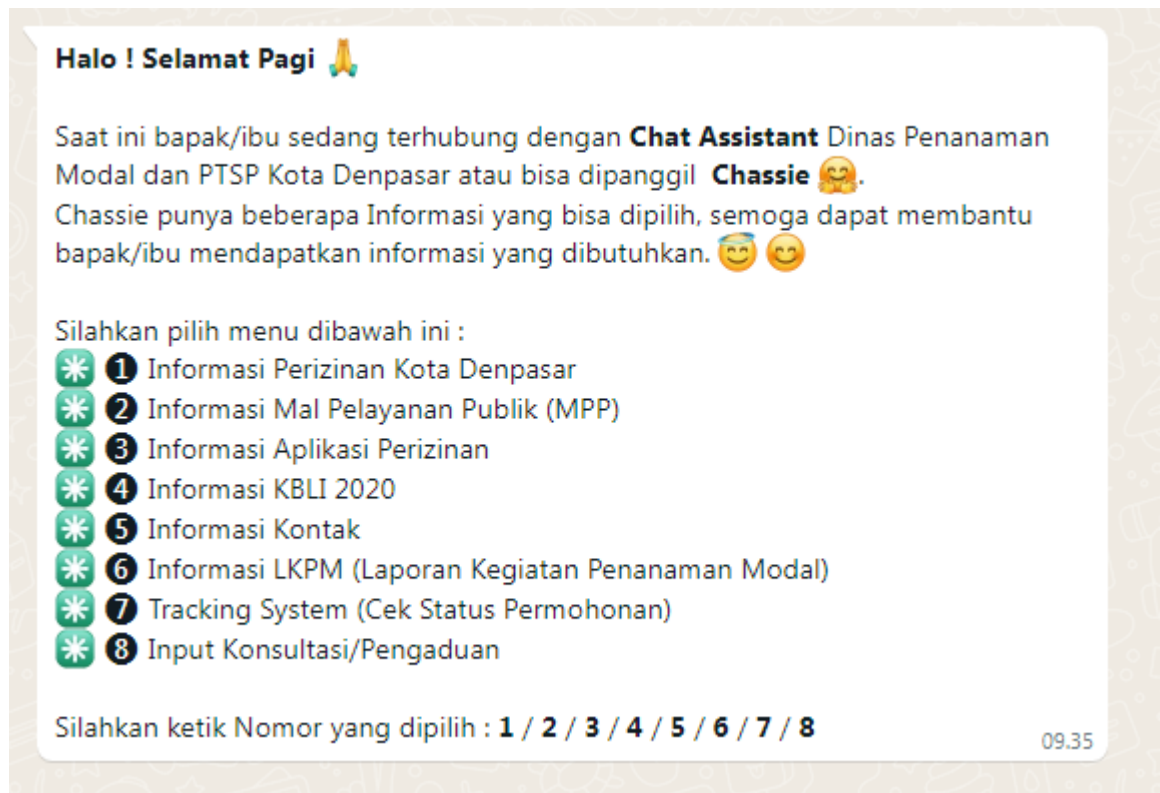 Halo ! Selamat Pagi 🙏
Saat ini bapak/ibu sedang terhubung dengan Chat Assistant Dinas Penanaman
Modal dan PTSP Kota Denpasar atau bisa dipanggil Chassie 🤗.
Chassie punya beberapa Informasi yang bisa dipilih, semoga dapat membantu
bapak/ibu mendapatkan informasi yang dibutuhkan. 😇 😊
Silahkan pilih menu dibawah ini :
✳️ ❶ Informasi Perizinan Kota Denpasar
✳️ ❷ Informasi Mal Pelayanan Publik (MPP)
✳️ ❸ Informasi Aplikasi Perizinan
✳️ ❹ Informasi KBLI 2020
✳️ ❺ Informasi Kontak
✳️ ❻ Informasi LKPM (Laporan Kegiatan Penanaman Modal)
✳️ ❼ Tracking System (Cek Status Permohonan)
✳️ ❽ Input Konsultasi/Pengaduan
Silahkan ketik Nomor yang dipilih : 1 / 2 / 3 / 4 / 5 / 6 / 7 / 8
09.35